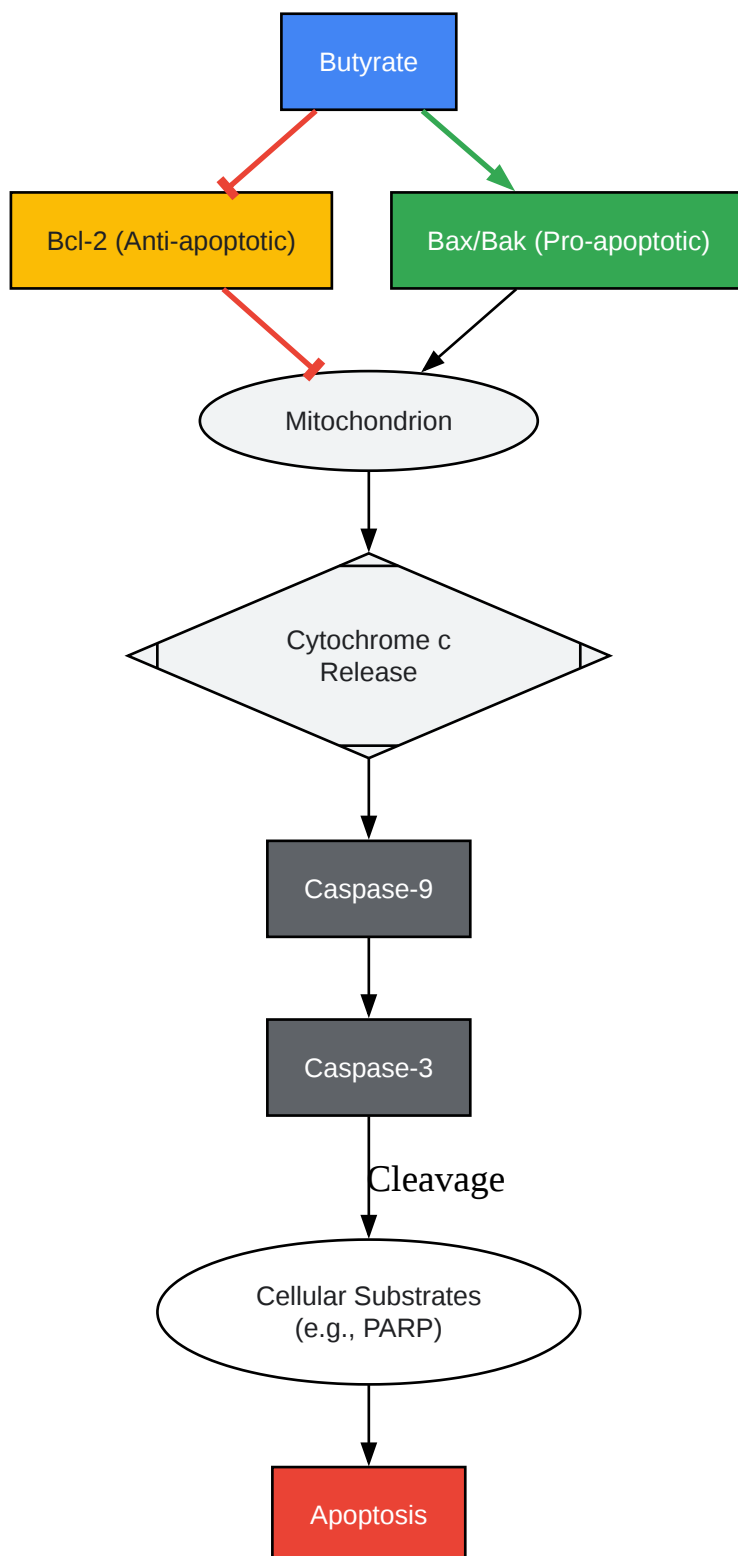 Butyrate
Bcl-2 (Anti-apoptotic)
Bax/Bak (Pro-apoptotic)
Mitochondrion
Cytochrome c
Release
Caspase-9
Caspase-3
Cleavage
Cellular Substrates
(e.g., PARP)
Apoptosis